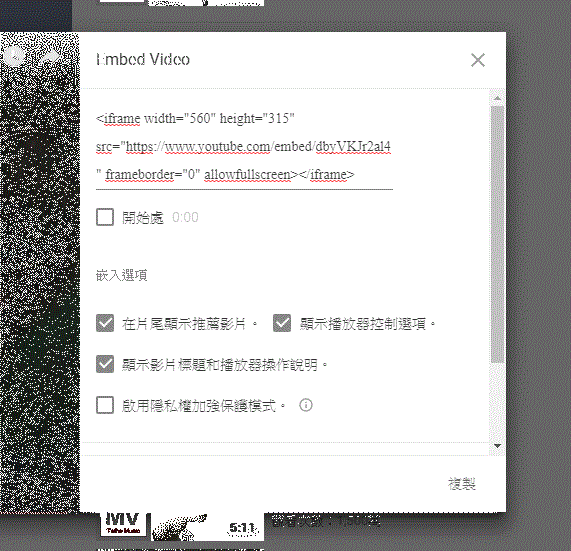 Embed Video
<iframe width="560" height="315"
src="https://www.youtube.com/embed/dbyVKJr2al4
" frameborder="0" allowfullscreen></iframe>
開始處 0:00
嵌入選項
在片尾顯示推薦影片。 顯示播放器控制選項。
顯示影片標題和播放器操作說明。
啟用隱私權加強保護模式。
複製
MV
5:11